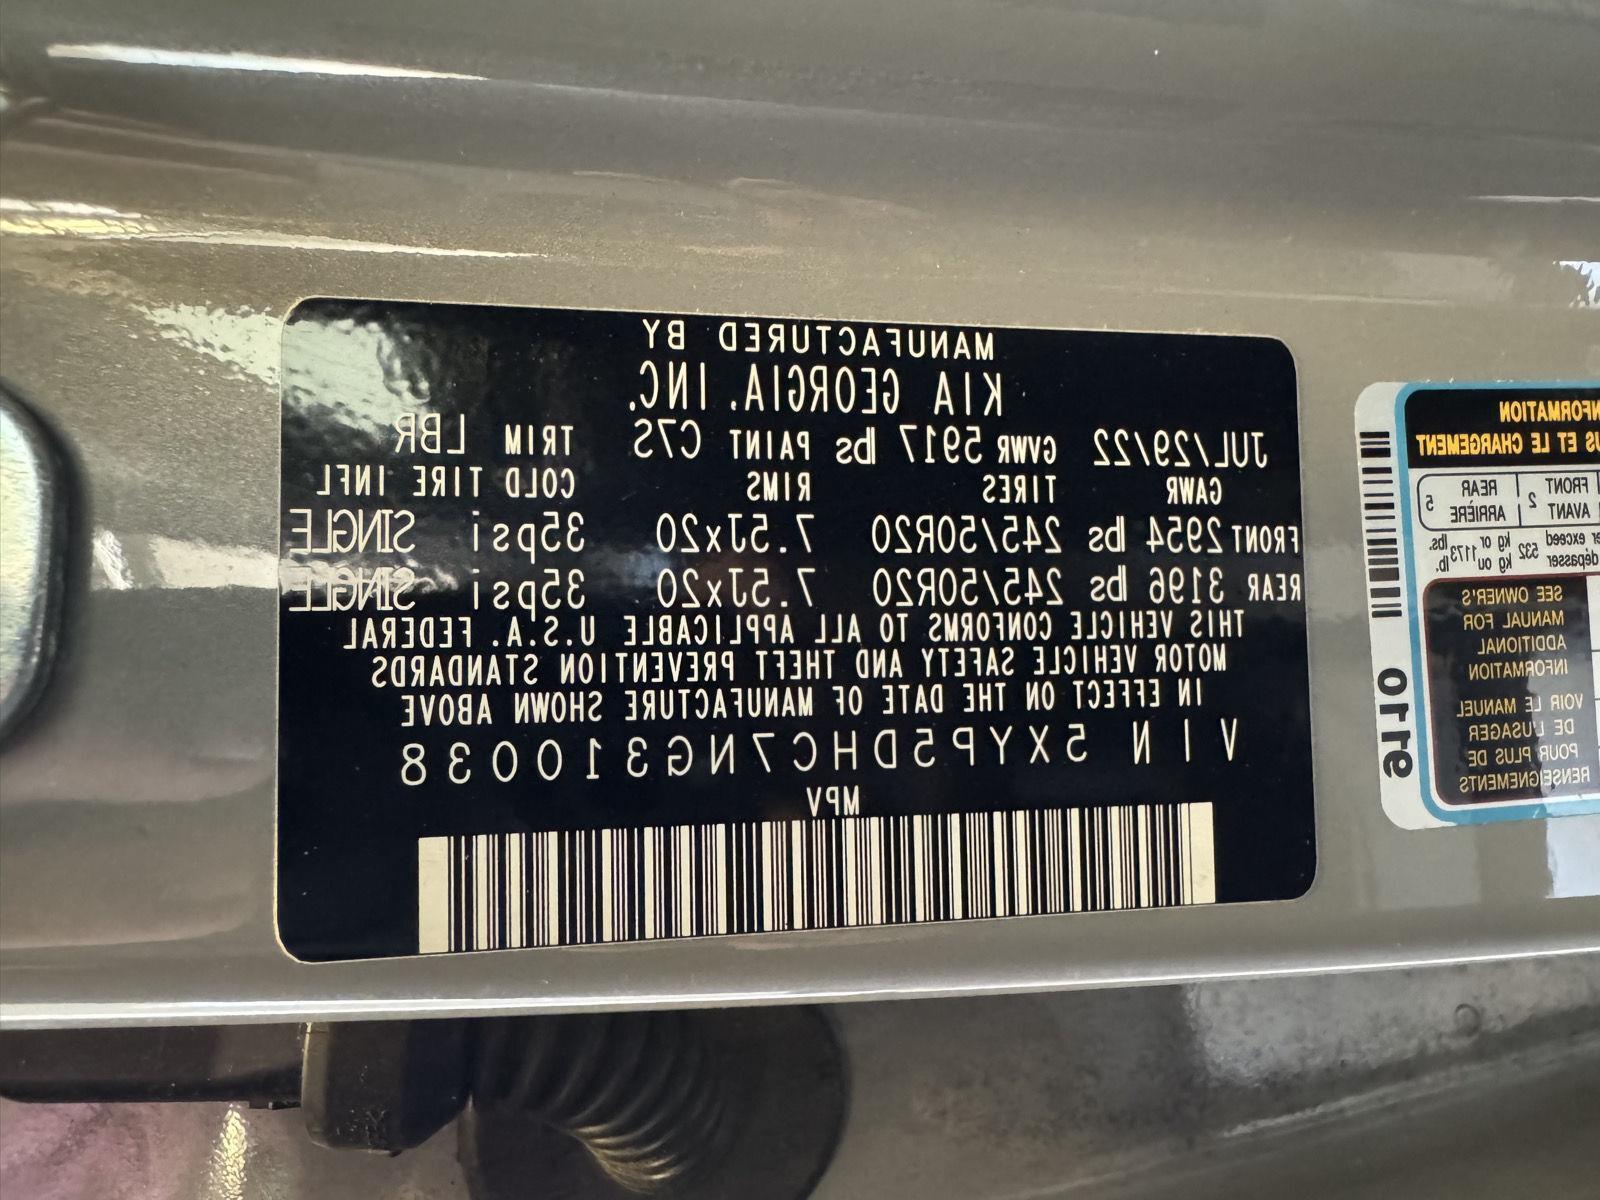 MANUFACTURED BY
KIA GEORGIA, INC.
JUL/29/22 GVWR 5917 lbs PAINT C7S TRIM LBR
GAWR TIRES RIMS COLD TIRE INFL
FRONT 2954 lbs 245/50R20 7.5Jx20 35psi SINGLE
REAR 3196 lbs 245/50R20 7.5Jx20 35psi SINGLE
THIS VEHICLE CONFORMS TO ALL APPLICABLE U.S.A. FEDERAL
MOTOR VEHICLE SAFETY AND THEFT PREVENTION STANDARDS
IN EFFECT ON THE DATE OF MANUFACTURE SHOWN ABOVE
VIN 5XYP5DHC7NG310038
MPV
ET LE CHARGEMENT
FRONT 2 REAR 5
AVANT ARRIÈRE
exceed 532 kg or 1173 lbs.
dépasser kg ou lb.
SEE OWNER'S
MANUAL FOR
ADDITIONAL
INFORMATION
VOIR LE MANUEL
DE L'USAGER
POUR PLUS DE
RENSEIGNEMENTS